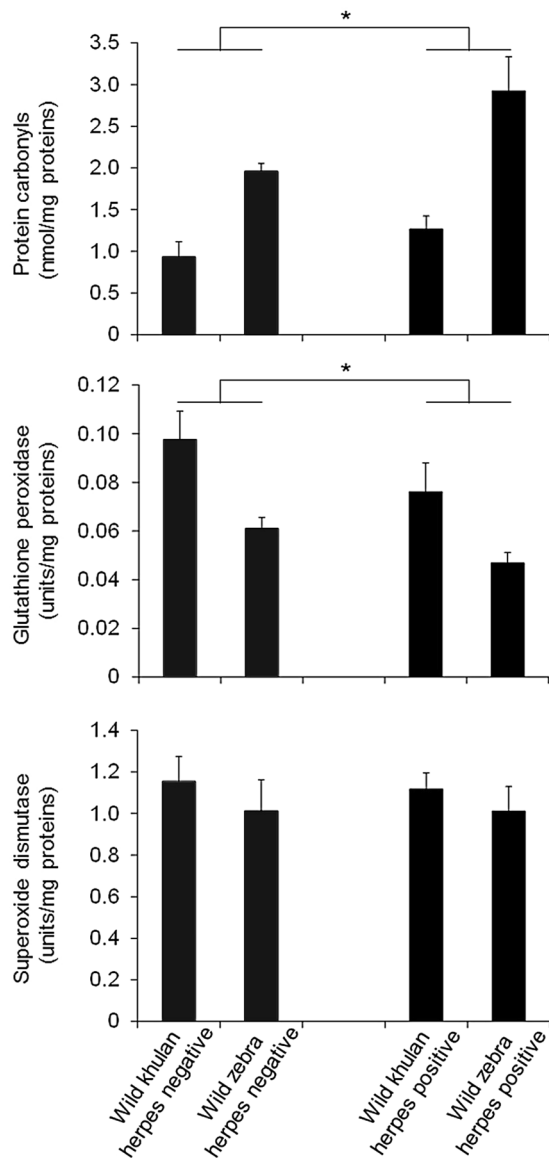 *
3.5
3.0
2.5
2.0
1.5
1.0
0.5
0
Protein carbonyls
(nmol/mg proteins)
*
0.12
0.10
0.08
0.06
0.04
0.02
0
Glutathione peroxidase
(units/mg proteins)
1.4
1.2
1.0
0.8
0.6
0.4
0.2
0
Superoxide dismutase
(units/mg proteins)
Wild khulan
herpes negative
Wild zebra
herpes negative
Wild khulan
herpes positive
Wild zebra
herpes positive